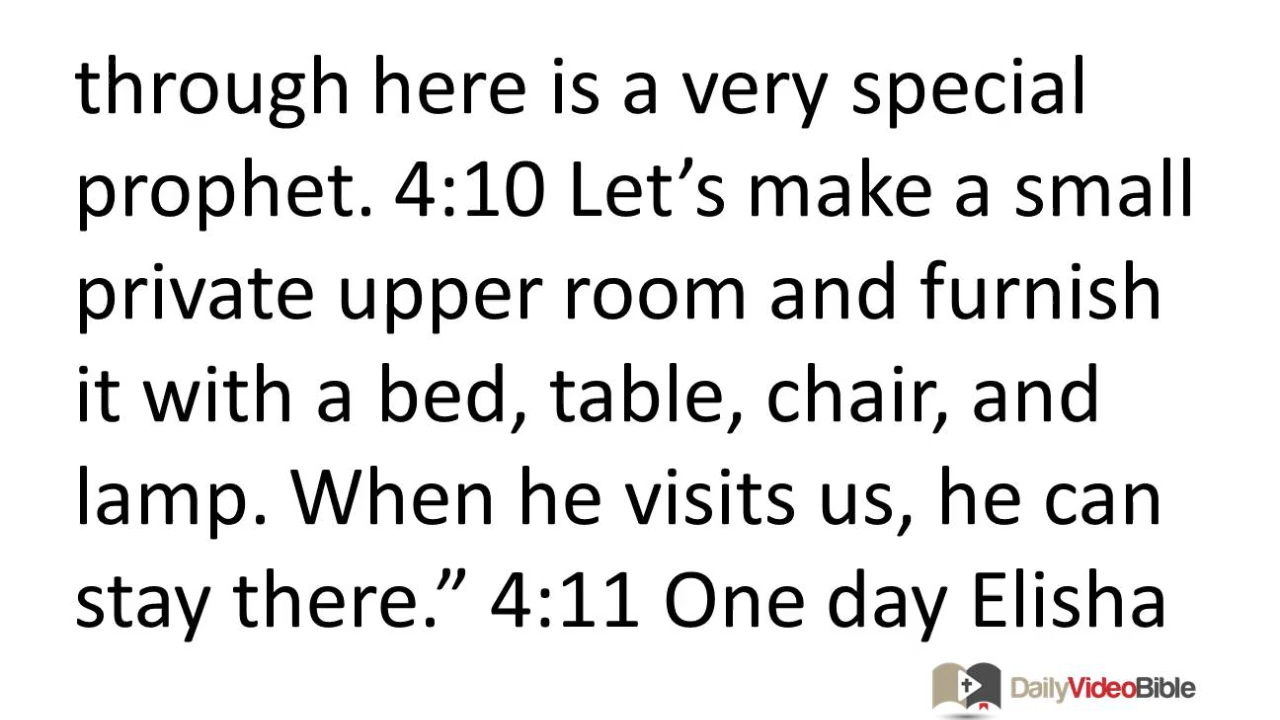 through here is a very special
prophet. 4:10 Let’s make a small
private upper room and furnish
it with a bed, table, chair, and
lamp. When he visits us, he can
stay there.” 4:11 One day Elisha
DailyVideoBible